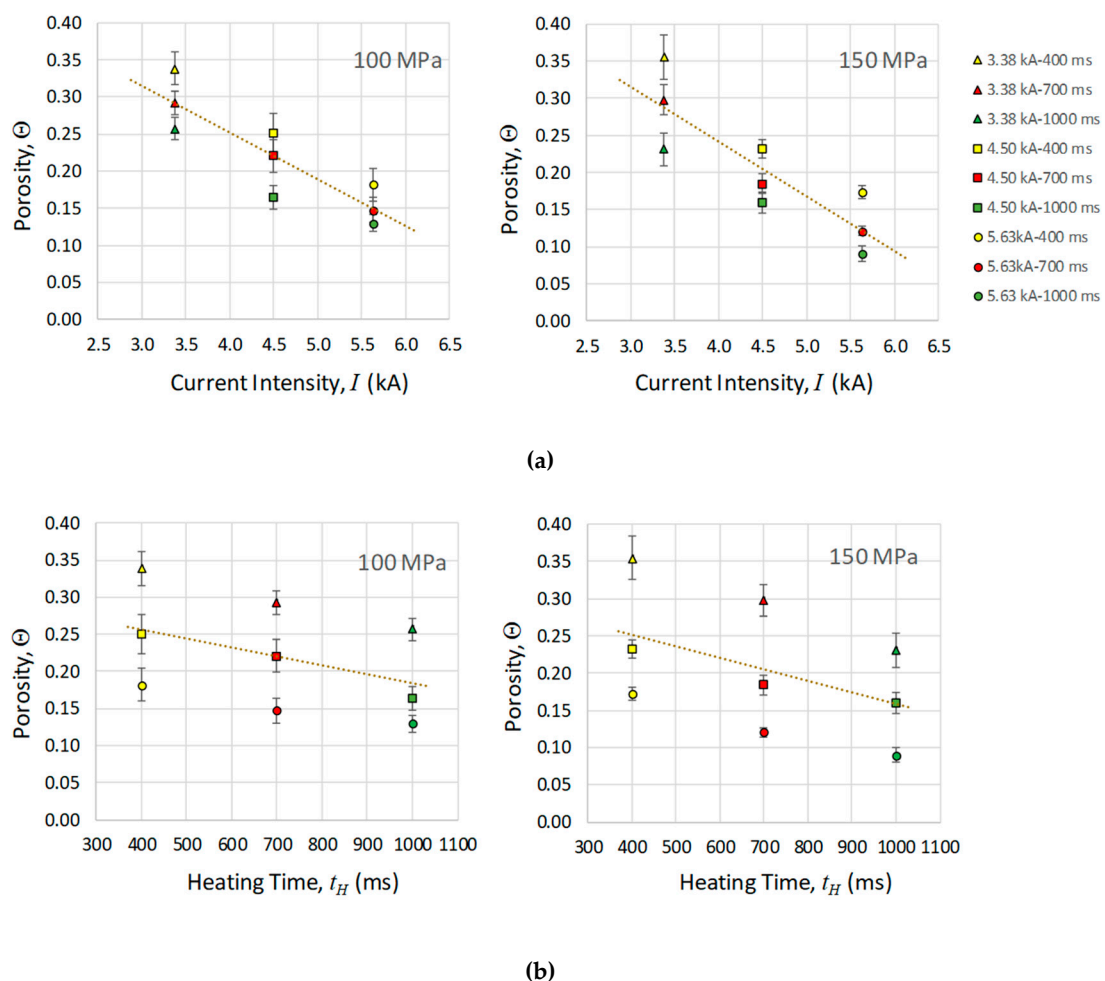 0.40
0.35
0.30
0.25
0.20
0.15
0.10
0.05
0.00
Porosity, Θ
100 MPa
2.5 3.0 3.5 4.0 4.5 5.0 5.5 6.0 6.5
Current Intensity, I (kA)
0.40
0.35
0.30
0.25
0.20
0.15
0.10
0.05
0.00
Porosity, Θ
150 MPa
2.5 3.0 3.5 4.0 4.5 5.0 5.5 6.0 6.5
Current Intensity, I (kA)
3.38 kA-400 ms
3.38 kA-700 ms
3.38 kA-1000 ms
4.50 kA-400 ms
4.50 kA-700 ms
4.50 kA-1000 ms
5.63kA-400 ms
5.63kA-700 ms
5.63 kA-1000 ms
(a)
0.40
0.35
0.30
0.25
0.20
0.15
0.10
0.05
0.00
Porosity, Θ
100 MPa
300 400 500 600 700 800 900 1000 1100
Heating Time, tH (ms)
0.40
0.35
0.30
0.25
0.20
0.15
0.10
0.05
0.00
Porosity, Θ
150 MPa
300 400 500 600 700 800 900 1000 1100
Heating Time, tH (ms)
(b)